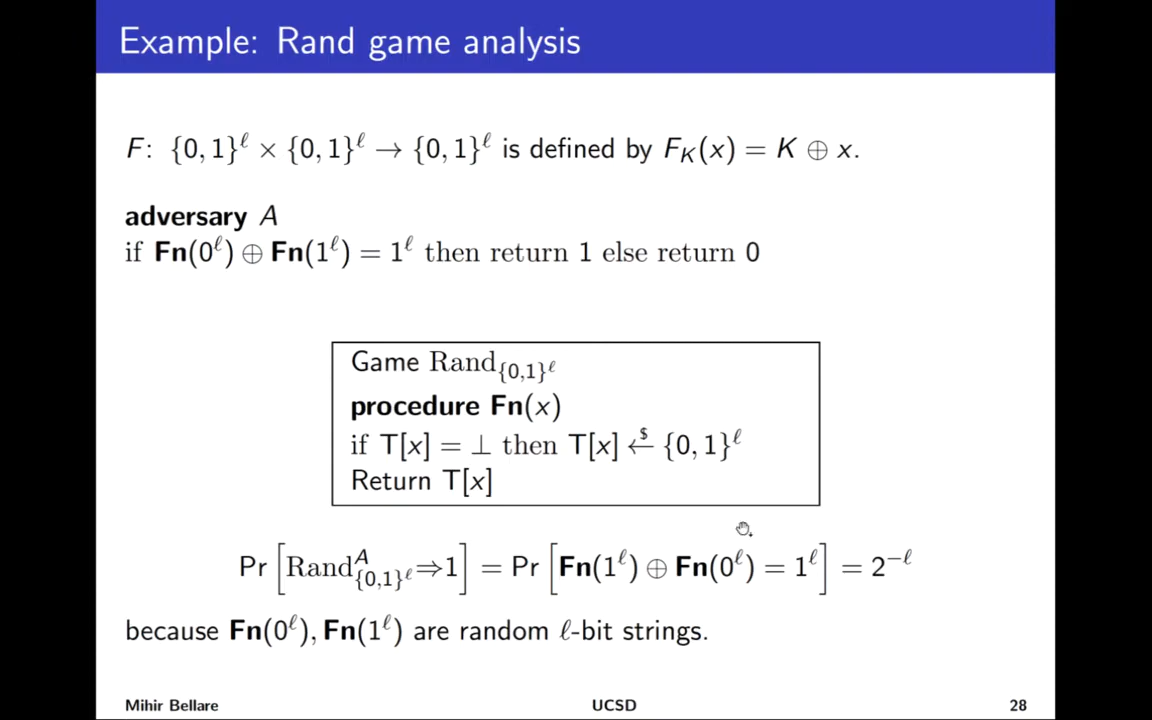 Example: Rand game analysis
F: {0, 1}^ℓ × {0, 1}^ℓ → {0, 1}^ℓ is defined by F_K(x) = K ⊕ x.
adversary A
if Fn(0^ℓ) ⊕ Fn(1^ℓ) = 1^ℓ then return 1 else return 0
Game Rand_{{0,1}^ℓ}
procedure Fn(x)
if T[x] = ⊥ then T[x] ←$ {0, 1}^ℓ
Return T[x]
Pr [Rand^A_{{0,1}^ℓ}⇒1] = Pr [Fn(1^ℓ) ⊕ Fn(0^ℓ) = 1^ℓ] = 2^{−ℓ}
because Fn(0^ℓ), Fn(1^ℓ) are random ℓ-bit strings.
Mihir Bellare UCSD 28